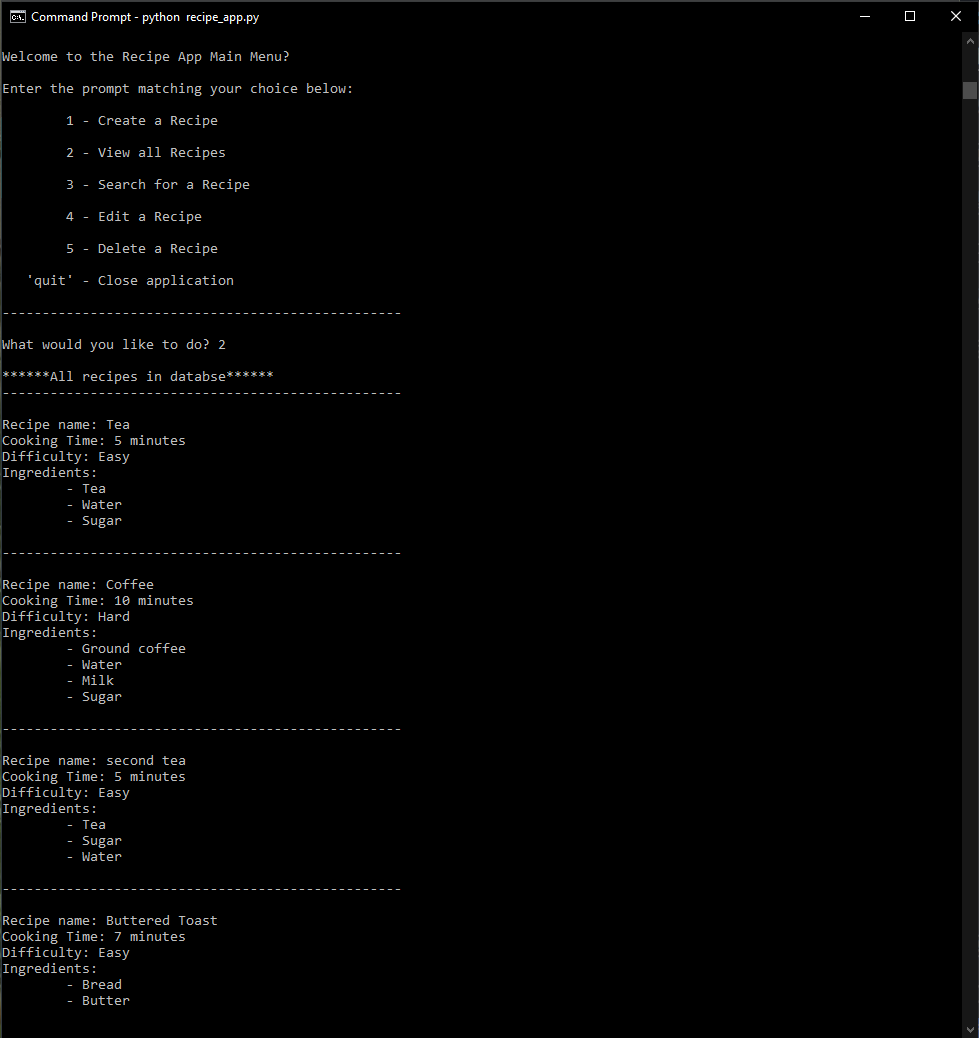 Command Prompt - python  recipe_app.py
Welcome to the Recipe App Main Menu?
Enter the prompt matching your choice below:
1 - Create a Recipe
2 - View all Recipes
3 - Search for a Recipe
4 - Edit a Recipe
5 - Delete a Recipe
'quit' - Close application
--------------------------------------------------
What would you like to do? 2
******All recipes in databse******
--------------------------------------------------
Recipe name: Tea
Cooking Time: 5 minutes
Difficulty: Easy
Ingredients:
- Tea
- Water
- Sugar
--------------------------------------------------
Recipe name: Coffee
Cooking Time: 10 minutes
Difficulty: Hard
Ingredients:
- Ground coffee
- Water
- Milk
- Sugar
--------------------------------------------------
Recipe name: second tea
Cooking Time: 5 minutes
Difficulty: Easy
Ingredients:
- Tea
- Sugar
- Water
--------------------------------------------------
Recipe name: Buttered Toast
Cooking Time: 7 minutes
Difficulty: Easy
Ingredients:
- Bread
- Butter